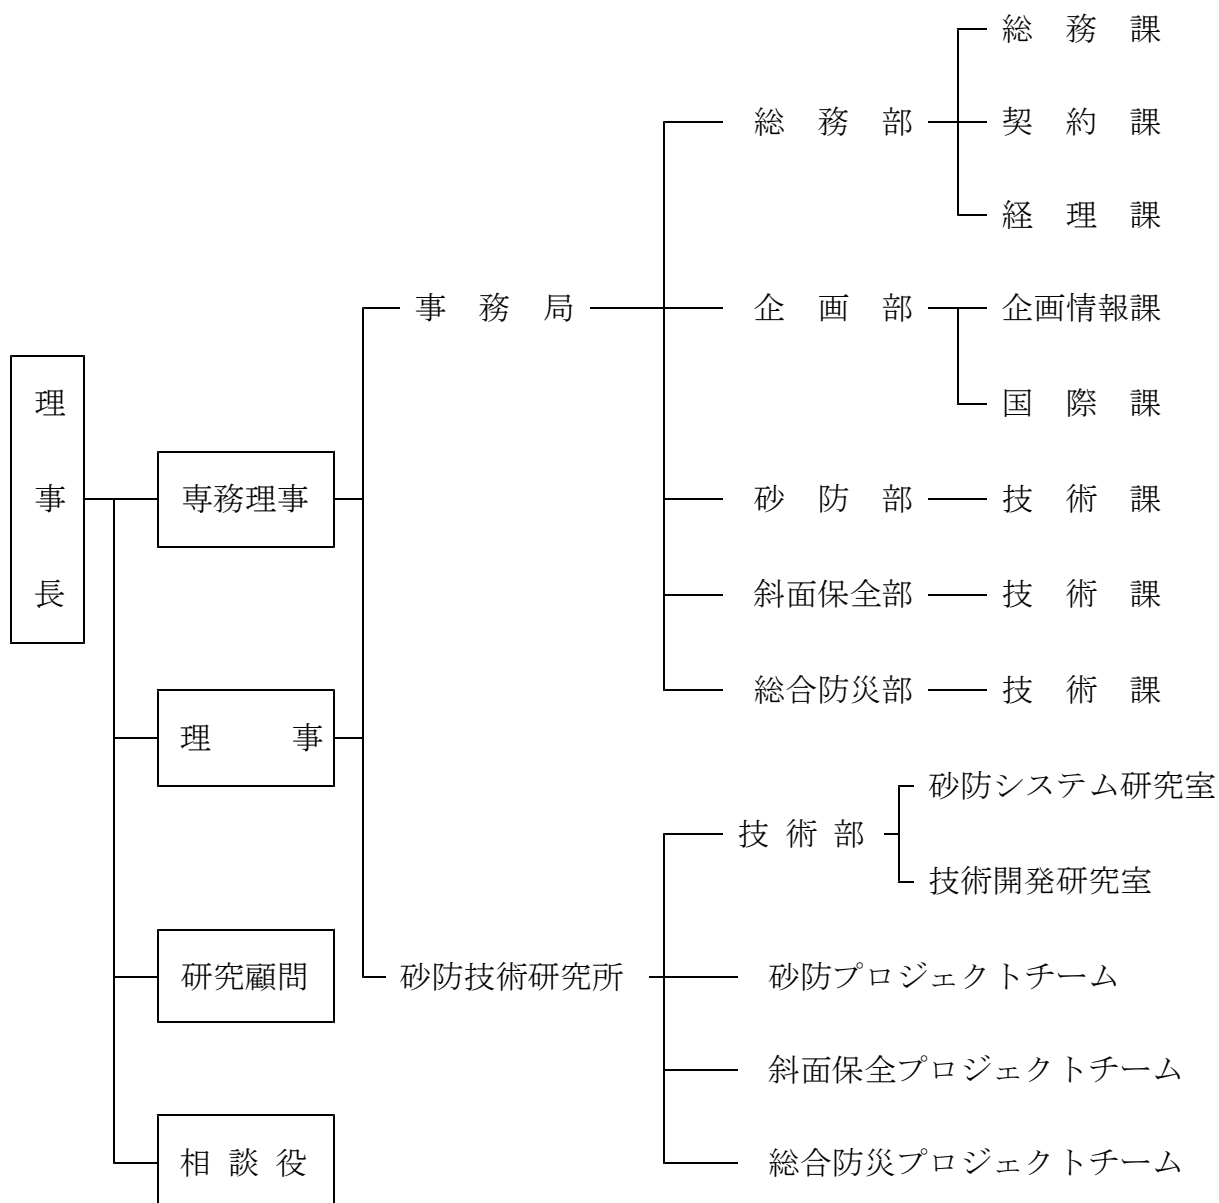 理事長
専務理事
理事
研究顧問
相談役
事務局
総務部
総務課
契約課
経理課
企画部
企画情報課
国際課
砂防部
技術課
斜面保全部
技術課
総合防災部
技術課
砂防技術研究所
技術部
砂防システム研究室
技術開発研究室
砂防プロジェクトチーム
斜面保全プロジェクトチーム
総合防災プロジェクトチーム